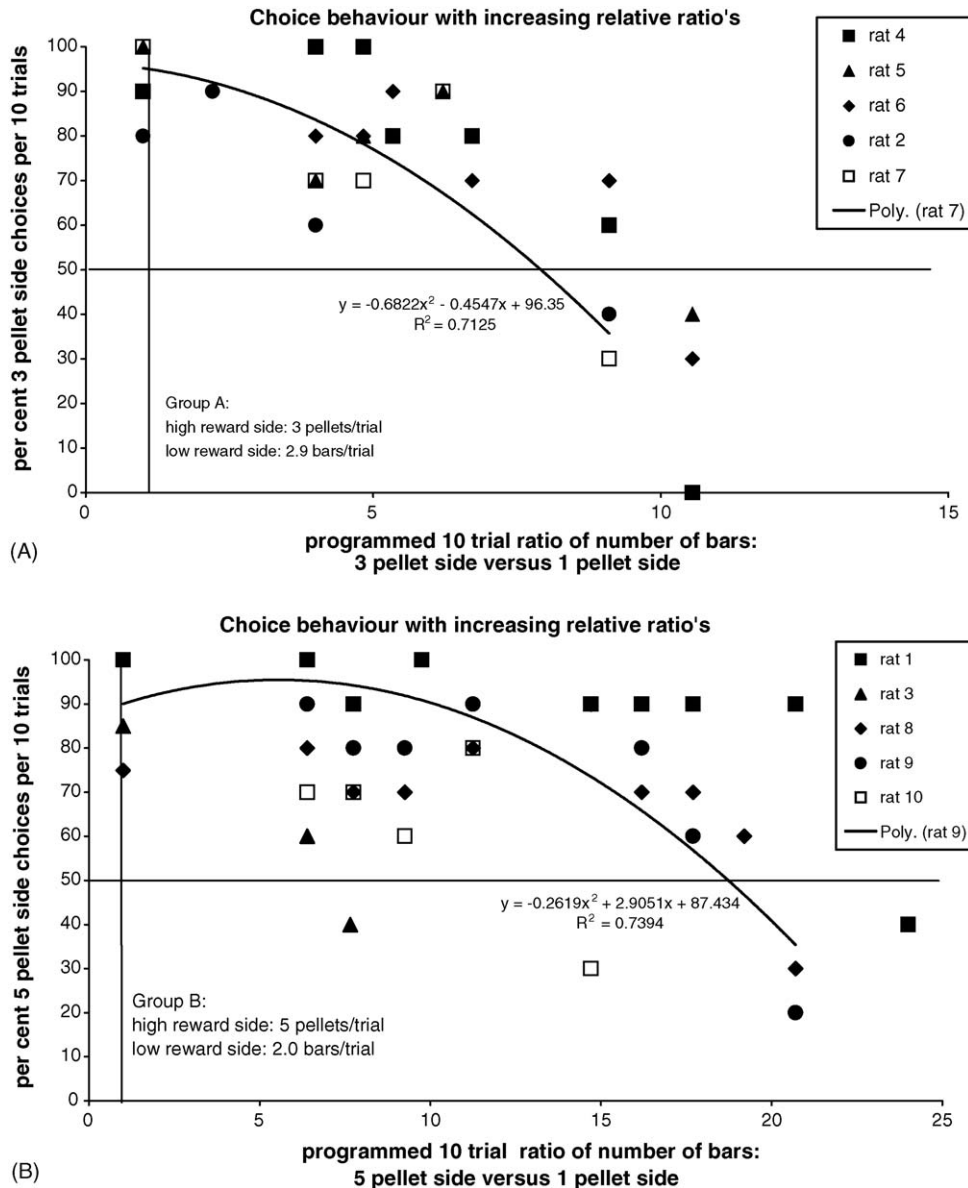 Choice behaviour with increasing relative ratio's
per cent 3 pellet side choices per 10 trials
100
90
80
70
60
50
40
30
20
10
0
rat 4
rat 5
rat 6
rat 2
rat 7
Poly. (rat 7)
y = -0.6822x² - 0.4547x + 96.35
R² = 0.7125
Group A:
high reward side: 3 pellets/trial
low reward side: 2.9 bars/trial
0 5 10 15
programmed 10 trial ratio of number of bars:
3 pellet side versus 1 pellet side
(A)
Choice behaviour with increasing relative ratio's
per cent 5 pellet side choices per 10 trials
100
90
80
70
60
50
40
30
20
10
0
rat 1
rat 3
rat 8
rat 9
rat 10
Poly. (rat 9)
y = -0.2619x² + 2.9051x + 87.434
R² = 0.7394
Group B:
high reward side: 5 pellets/trial
low reward side: 2.0 bars/trial
0 5 10 15 20 25
programmed 10 trial ratio of number of bars:
5 pellet side versus 1 pellet side
(B)